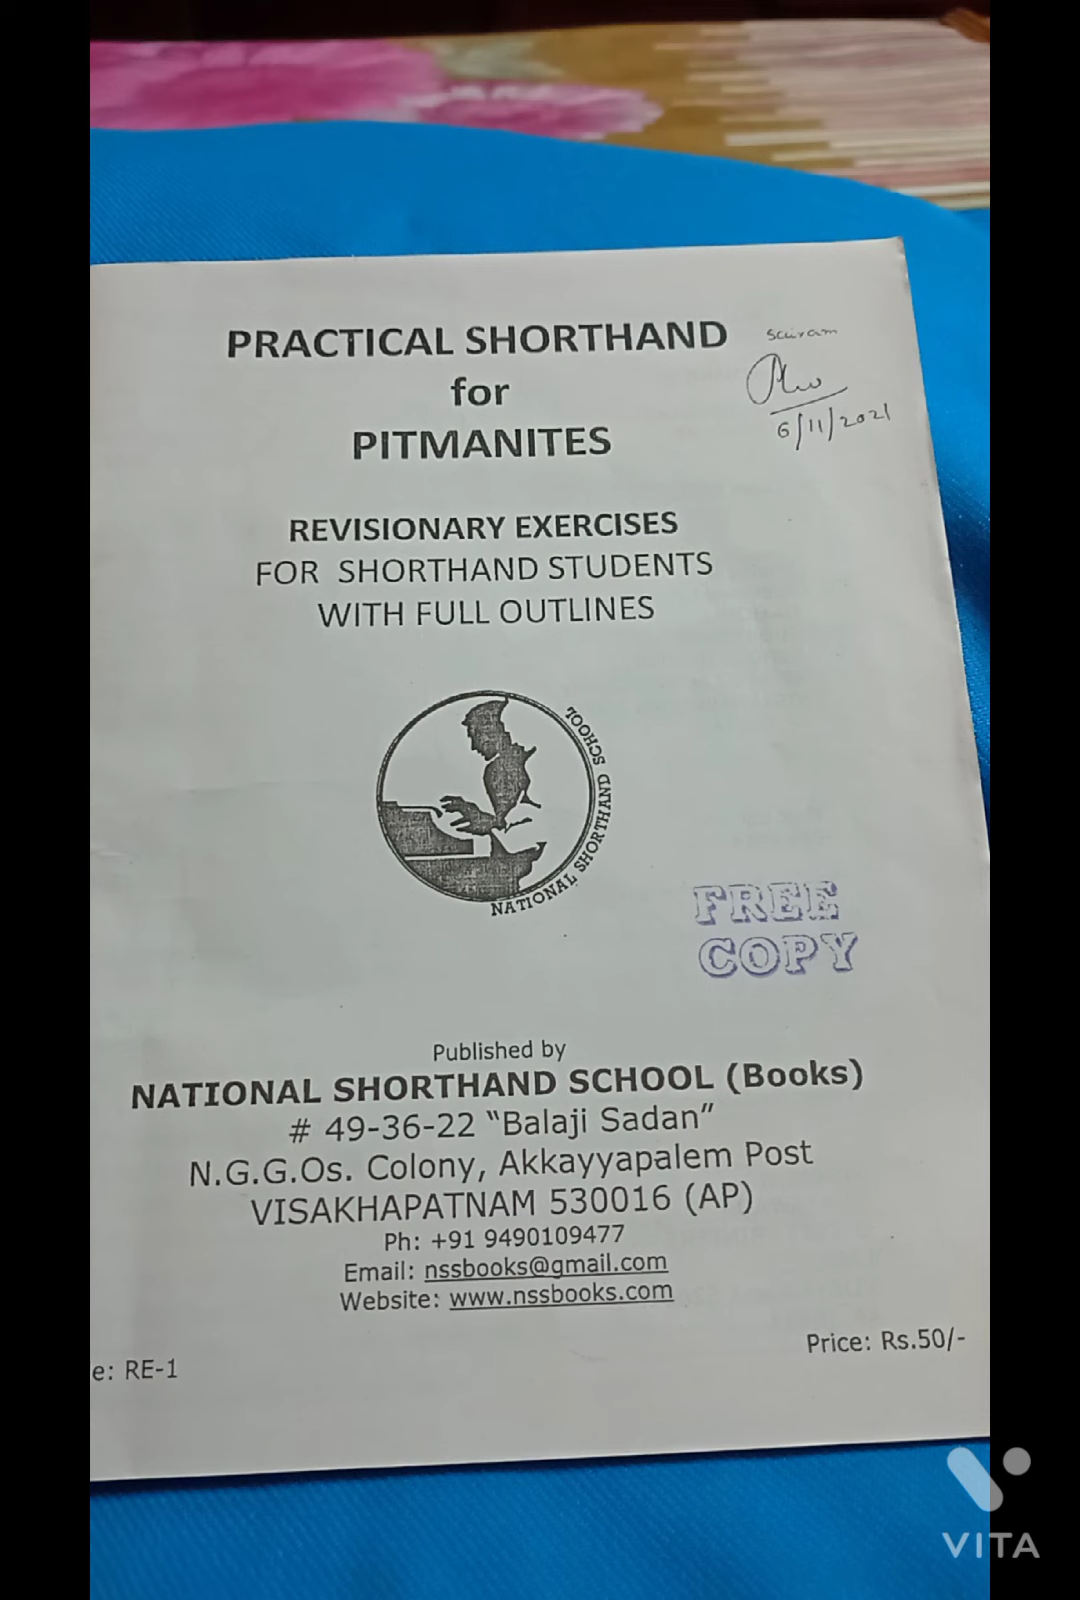 PRACTICAL SHORTHAND
for
PITMANITES
sairam
6/11/2021
REVISIONARY EXERCISES
FOR SHORTHAND STUDENTS
WITH FULL OUTLINES
NATIONAL SHORTHAND SCHOOL
FREE
COPY
Published by
NATIONAL SHORTHAND SCHOOL (Books)
# 49-36-22 “Balaji Sadan”
N.G.G.Os. Colony, Akkayyapalem Post
VISAKHAPATNAM 530016 (AP)
Ph: +91 9490109477
Email: nssbooks@gmail.com
Website: www.nssbooks.com
Price: Rs.50/-
e: RE-1
VITA